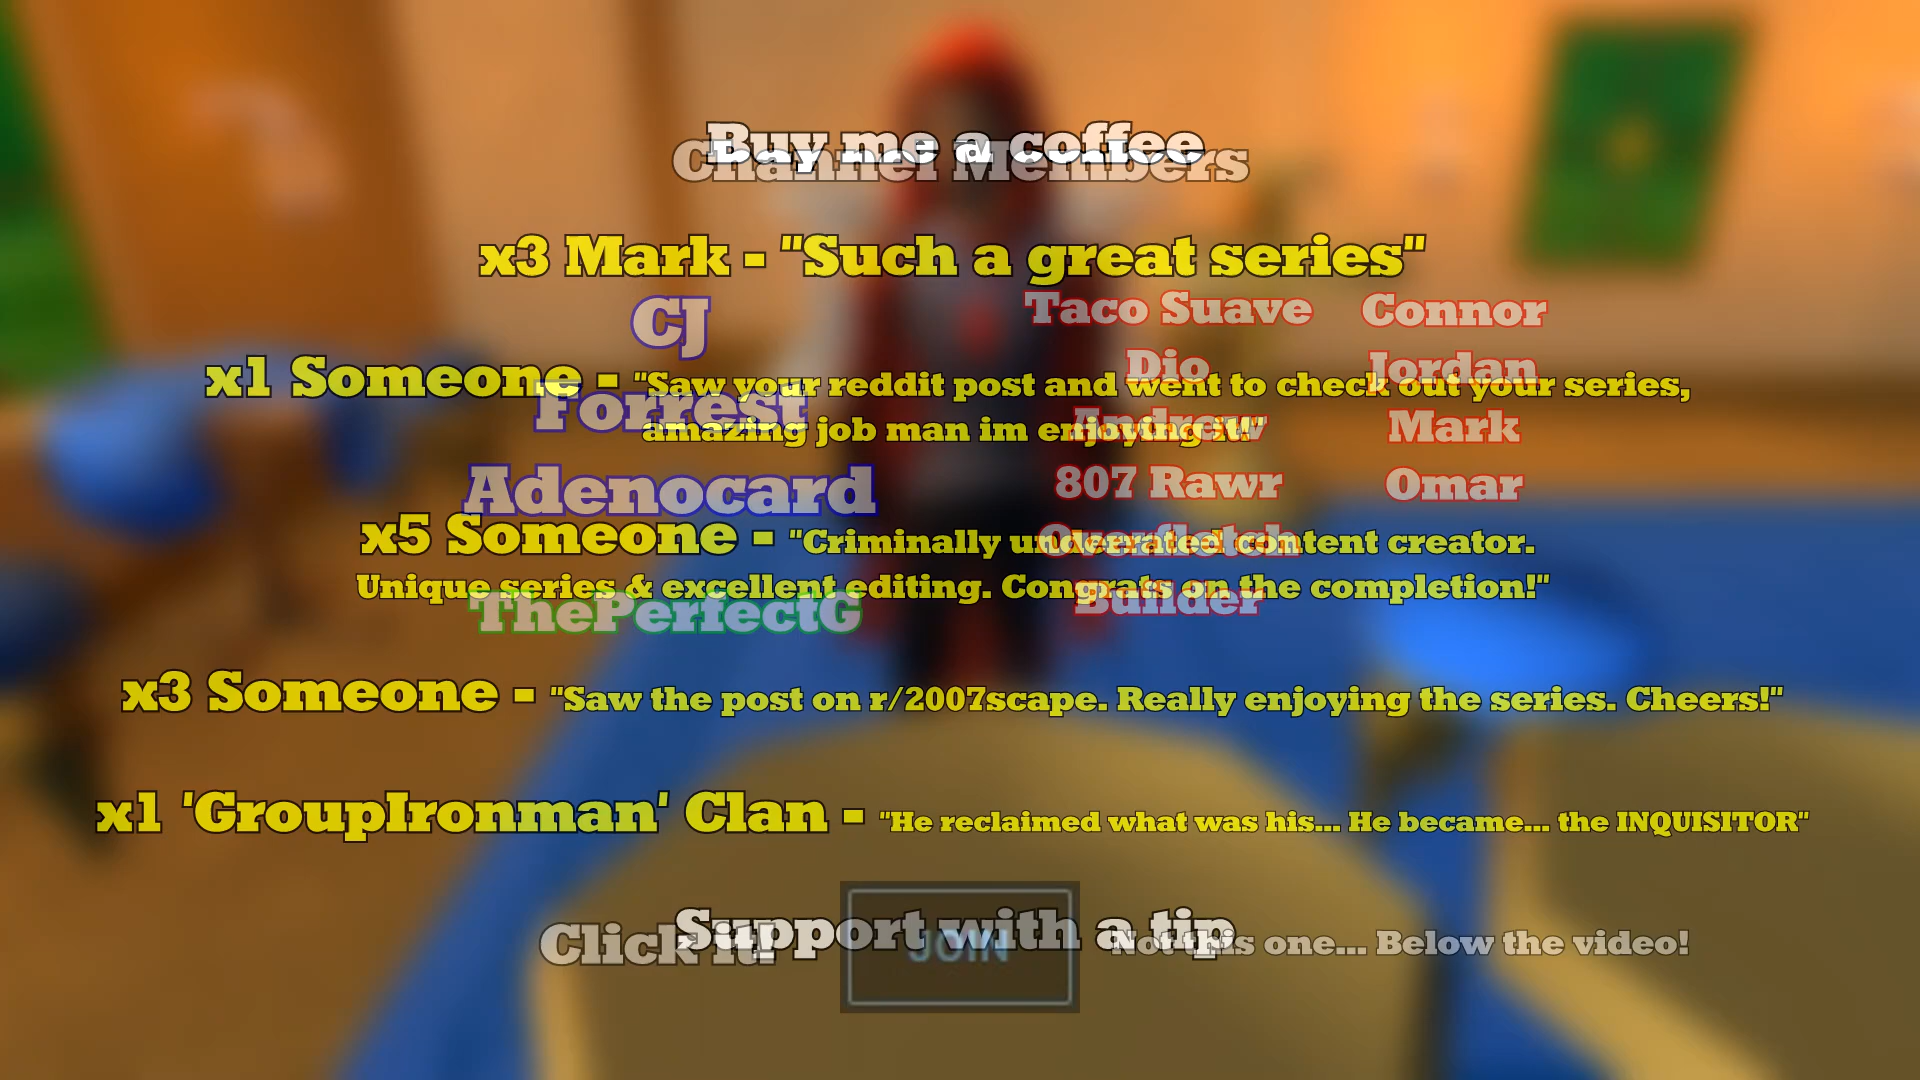 Buy me a coffee
Channel Members
x3 Mark - "Such a great series"
CJ
Taco Suave
Connor
x1 Someone - "Saw your reddit post and went to check out your series,
amazing job man im enjoying it!"
Forrest
Dio
Jordan
Andrew
Mark
Adenocard
807 Rawr
Omar
x5 Someone - "Criminally underrated content creator.
Unique series & excellent editing. Congrats on the completion!"
ThePerfectG
Builder
x3 Someone - "Saw the post on r/2007scape. Really enjoying the series. Cheers!"
x1 'GroupIronman' Clan - "He reclaimed what was his... He became... the INQUISITOR"
Support with a tip
Click it!
JOIN
Not this one... Below the video!